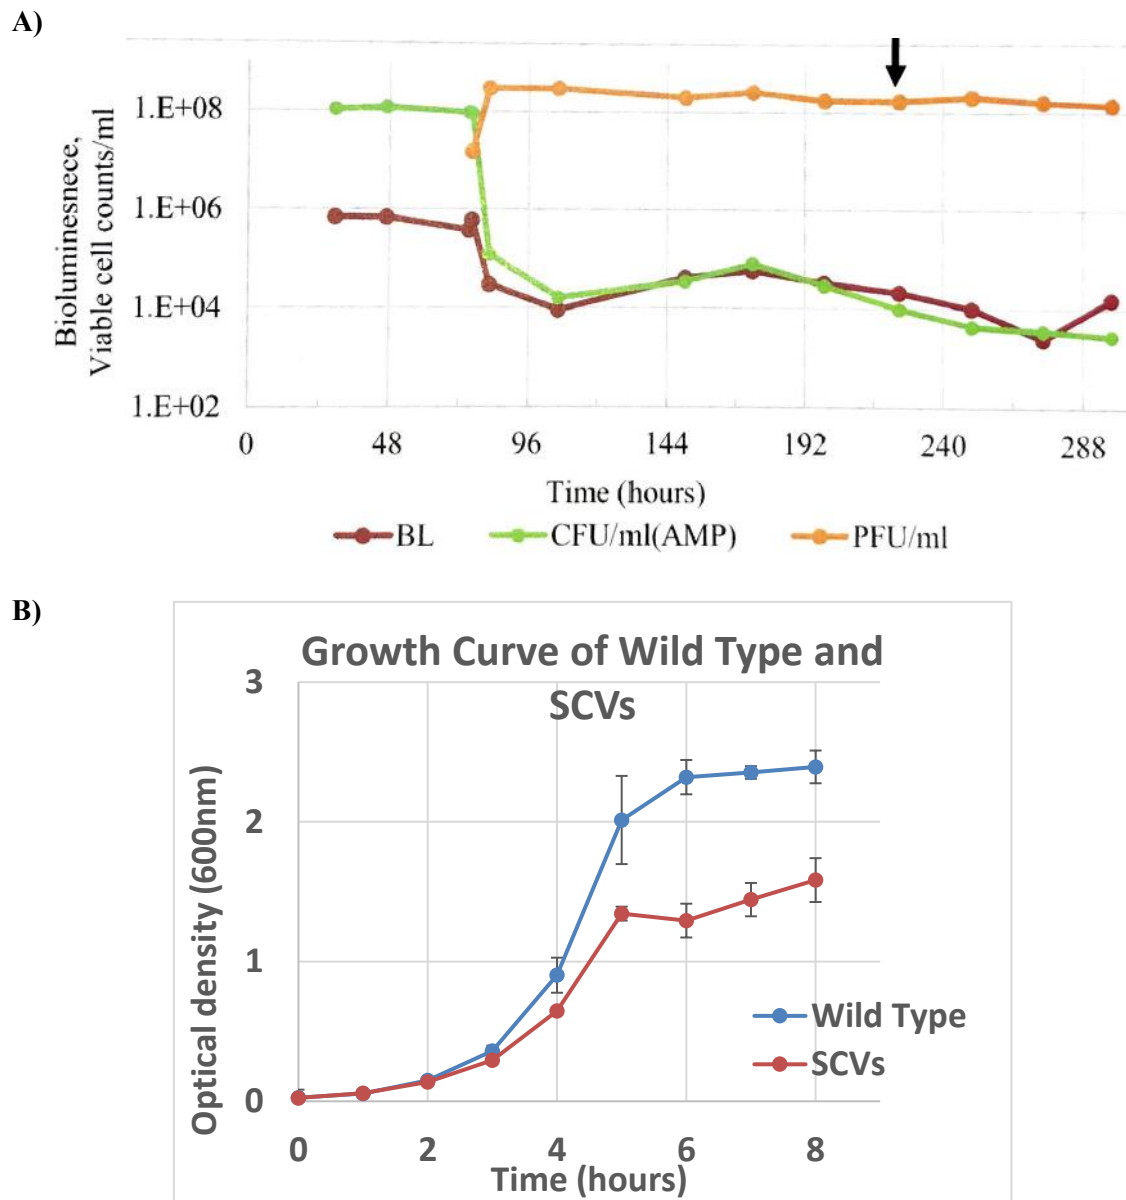 A)
Bioluminesnece,
Viable cell counts/ml
1.E+08
1.E+06
1.E+04
1.E+02
0 48 96 144 192 240 288
Time (hours)
BL CFU/ml(AMP) PFU/ml
B)
Growth Curve of Wild Type and
SCVs
Optical density (600nm)
3
2
1
0
Wild Type
SCVs
0 2 4 6 8
Time (hours)